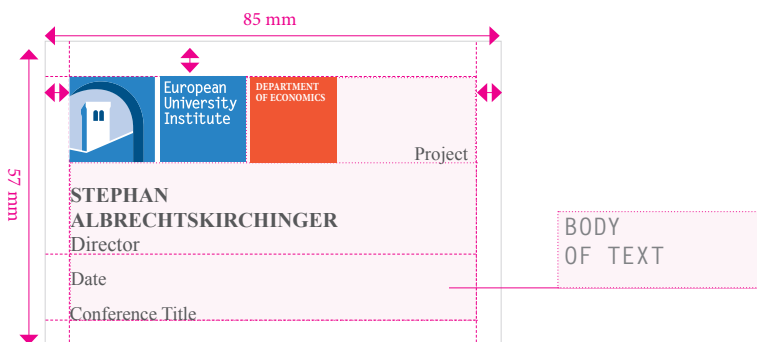 85 mm
European
University
Institute
DEPARTMENT
OF ECONOMICS
Project
57 mm
STEPHAN
ALBRECHTSKIRCHINGER
Director
Date
Conference Title
BODY
OF TEXT